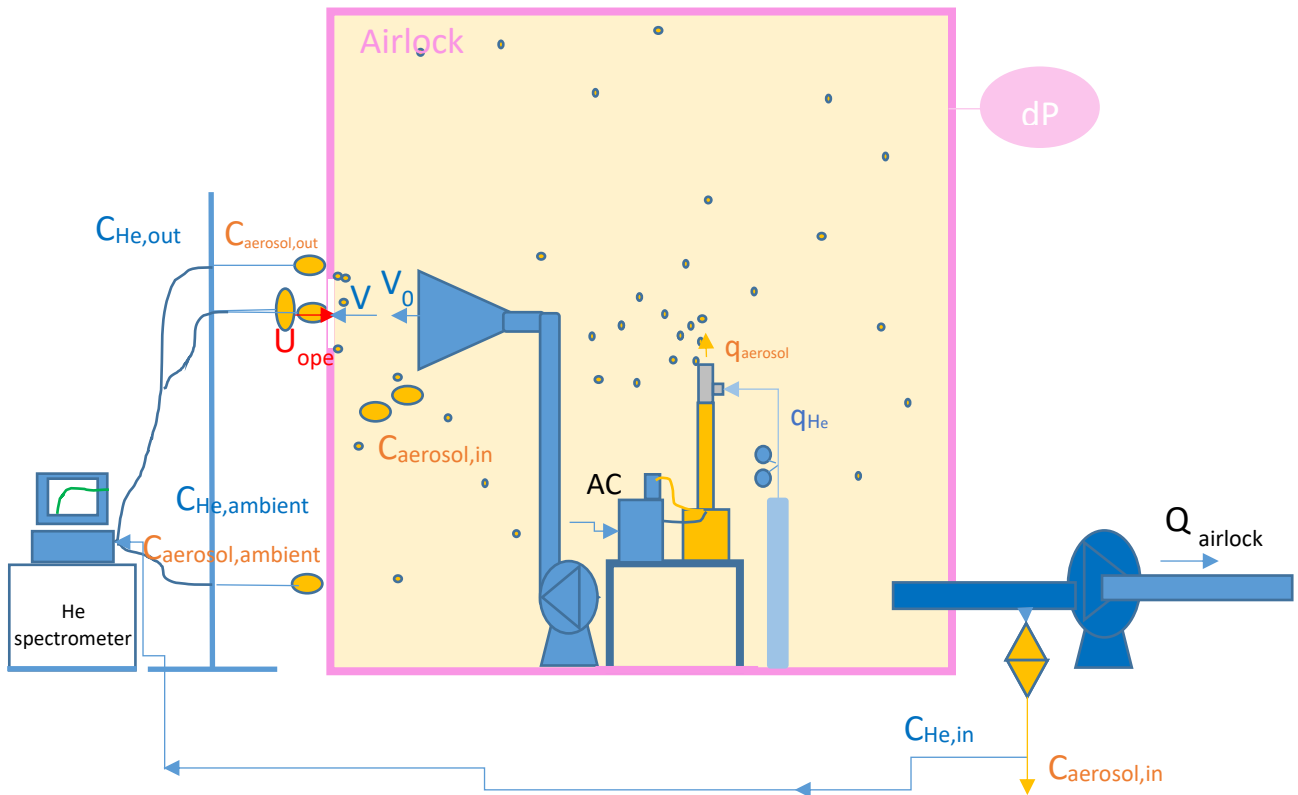 Airlock
dP
CHe,out
Caerosol,out
V
V0
Uope
qaerosol
qHe
Caerosol,in
AC
CHe,ambient
Caerosol,ambient
Q airlock
He
spectrometer
CHe,in
Caerosol,in